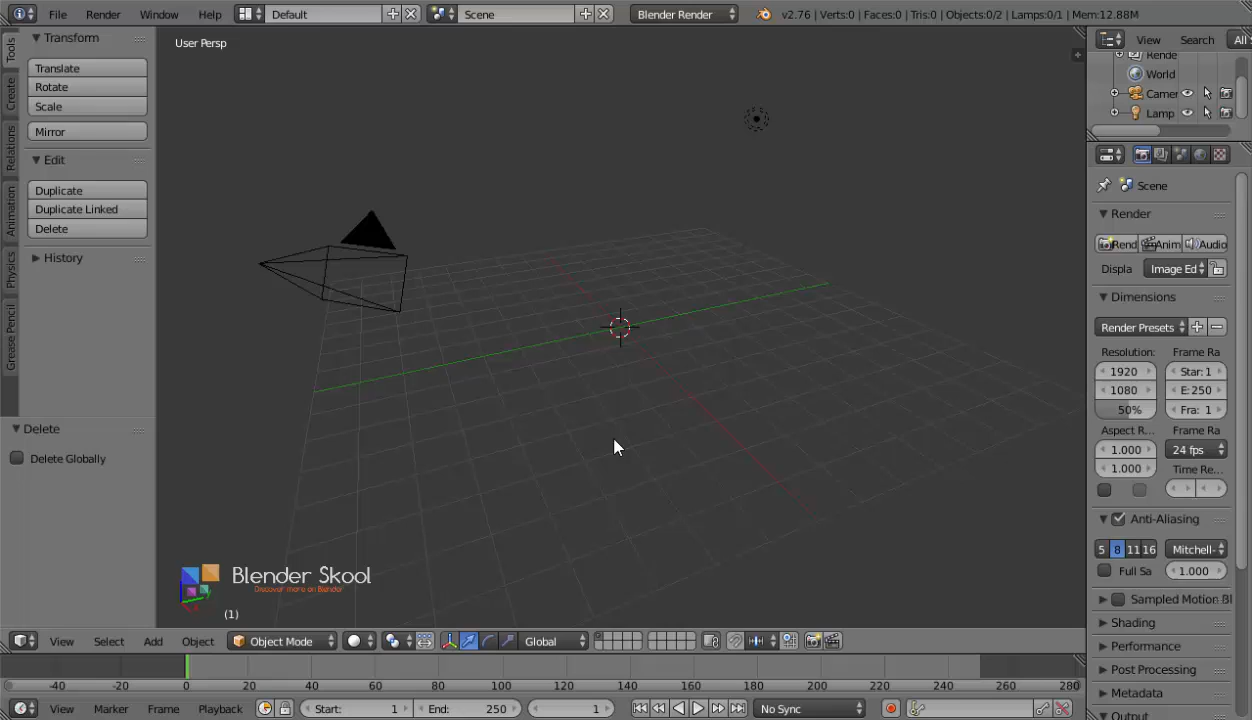 File Render Window Help Default Scene Blender Render v2.76 | Verts:0 | Faces:0 | Tris:0 | Objects:0/2 | Lamps:0/1 | Mem:12.88M
Tools
Create
Relations
Animation
Physics
Grease Pencil
Transform
Translate
Rotate
Scale
Mirror
Edit
Duplicate
Duplicate Linked
Delete
History
Delete
Delete Globally
User Persp
Blender Skool
Discover more on Blender
(1)
View Search All S
Rende
World
Camer
Lamp
Scene
Render
Rend Anim Audio
Displa Image Ed
Dimensions
Render Presets
Resolution: Frame Ra
1920 Star: 1
1080 E: 250
50% Fra: 1
Aspect R... Frame Ra
1.000 24 fps
1.000 Time Re...
Anti-Aliasing
5 8 11 16 Mitchell-
Full Sa 1.000
Sampled Motion Bl
Shading
Performance
Post Processing
Metadata
Output
View Select Add Object Object Mode Global
-40 -20 0 20 40 60 80 100 120 140 160 180 200 220 240 260 280
View Marker Frame Playback Start: 1 End: 250 1 No Sync